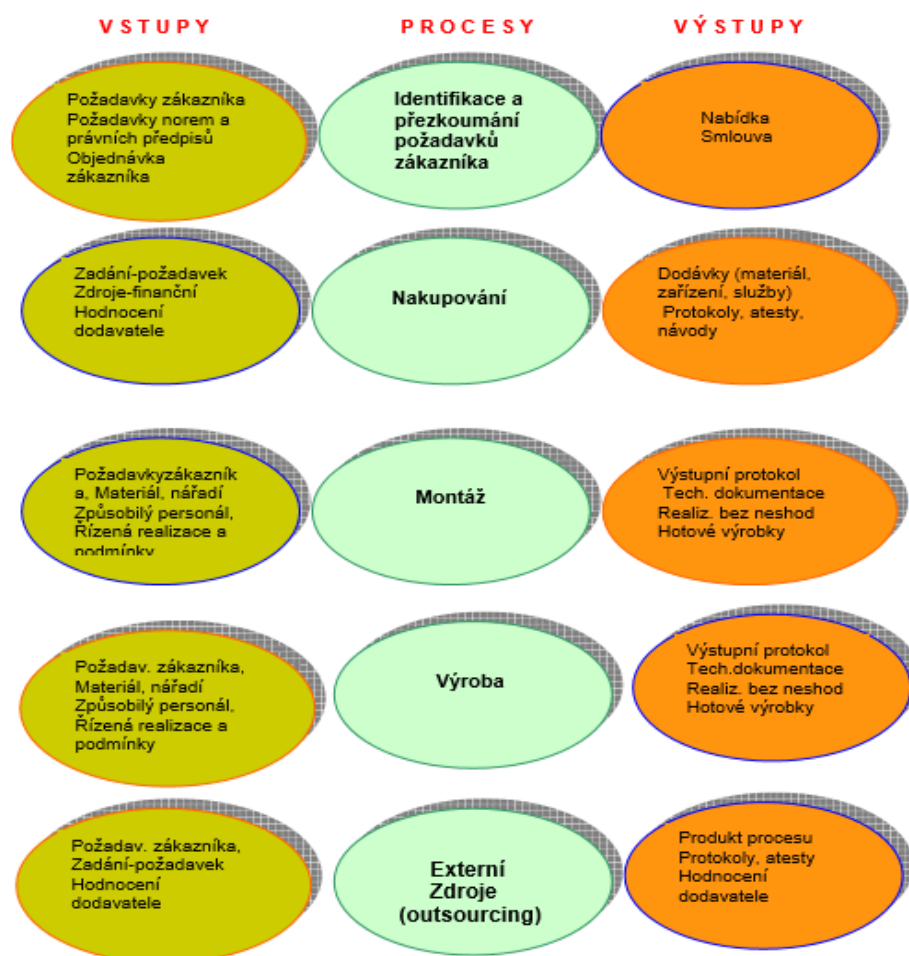 VSTUPY
PROCESY
VÝSTUPY
Požadavky zákazníka
Požadavky norem a
právních předpisů
Objednávka
zákazníka
Identifikace a
přezkoumání
požadavků
zákazníka
Nabídka
Smlouva
Zadání-požadavek
Zdroje-finanční
Hodnocení
dodavatele
Nakupování
Dodávky (materiál,
zařízení, služby)
Protokoly, atesty,
návody
Požadavkyzákazník
a, Materiál, nářadí
Způsobilý personál,
Řízená realizace a
podmínky
Montáž
Výstupní protokol
Tech. dokumentace
Realiz. bez neshod
Hotové výrobky
Požadav. zákazníka,
Materiál, nářadí
Způsobilý personál,
Řízená realizace a
podmínky
Výroba
Výstupní protokol
Tech.dokumentace
Realiz. bez neshod
Hotové výrobky
Požadav. zákazníka,
Zadání-požadavek
Hodnocení
dodavatele
Externí
Zdroje
(outsourcing)
Produkt procesu
Protokoly, atesty
Hodnocení
dodavatele